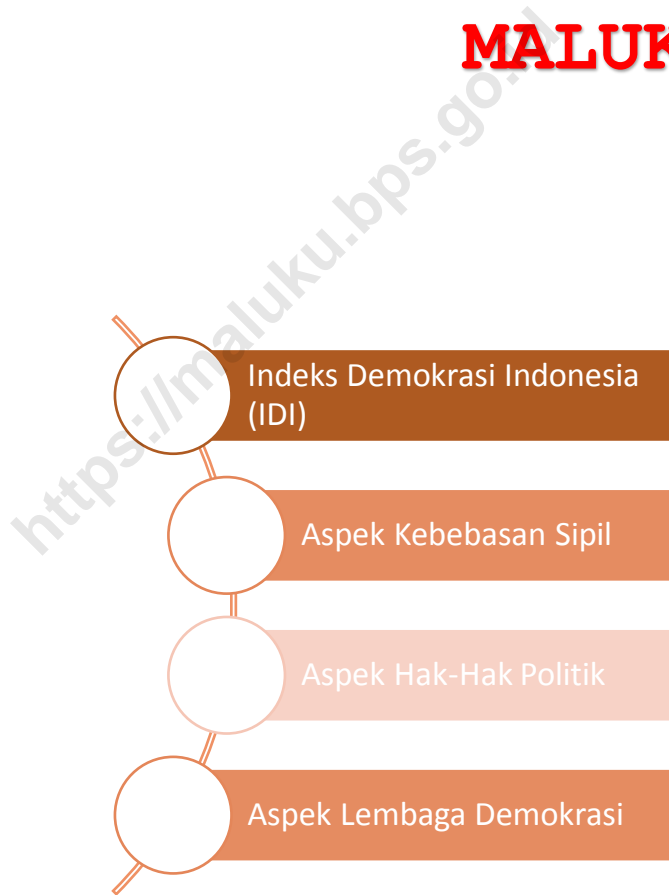 MALUK
https://maluku.bps.go.id
Indeks Demokrasi Indonesia
(IDI)
Aspek Kebebasan Sipil
Aspek Hak-Hak Politik
Aspek Lembaga Demokrasi